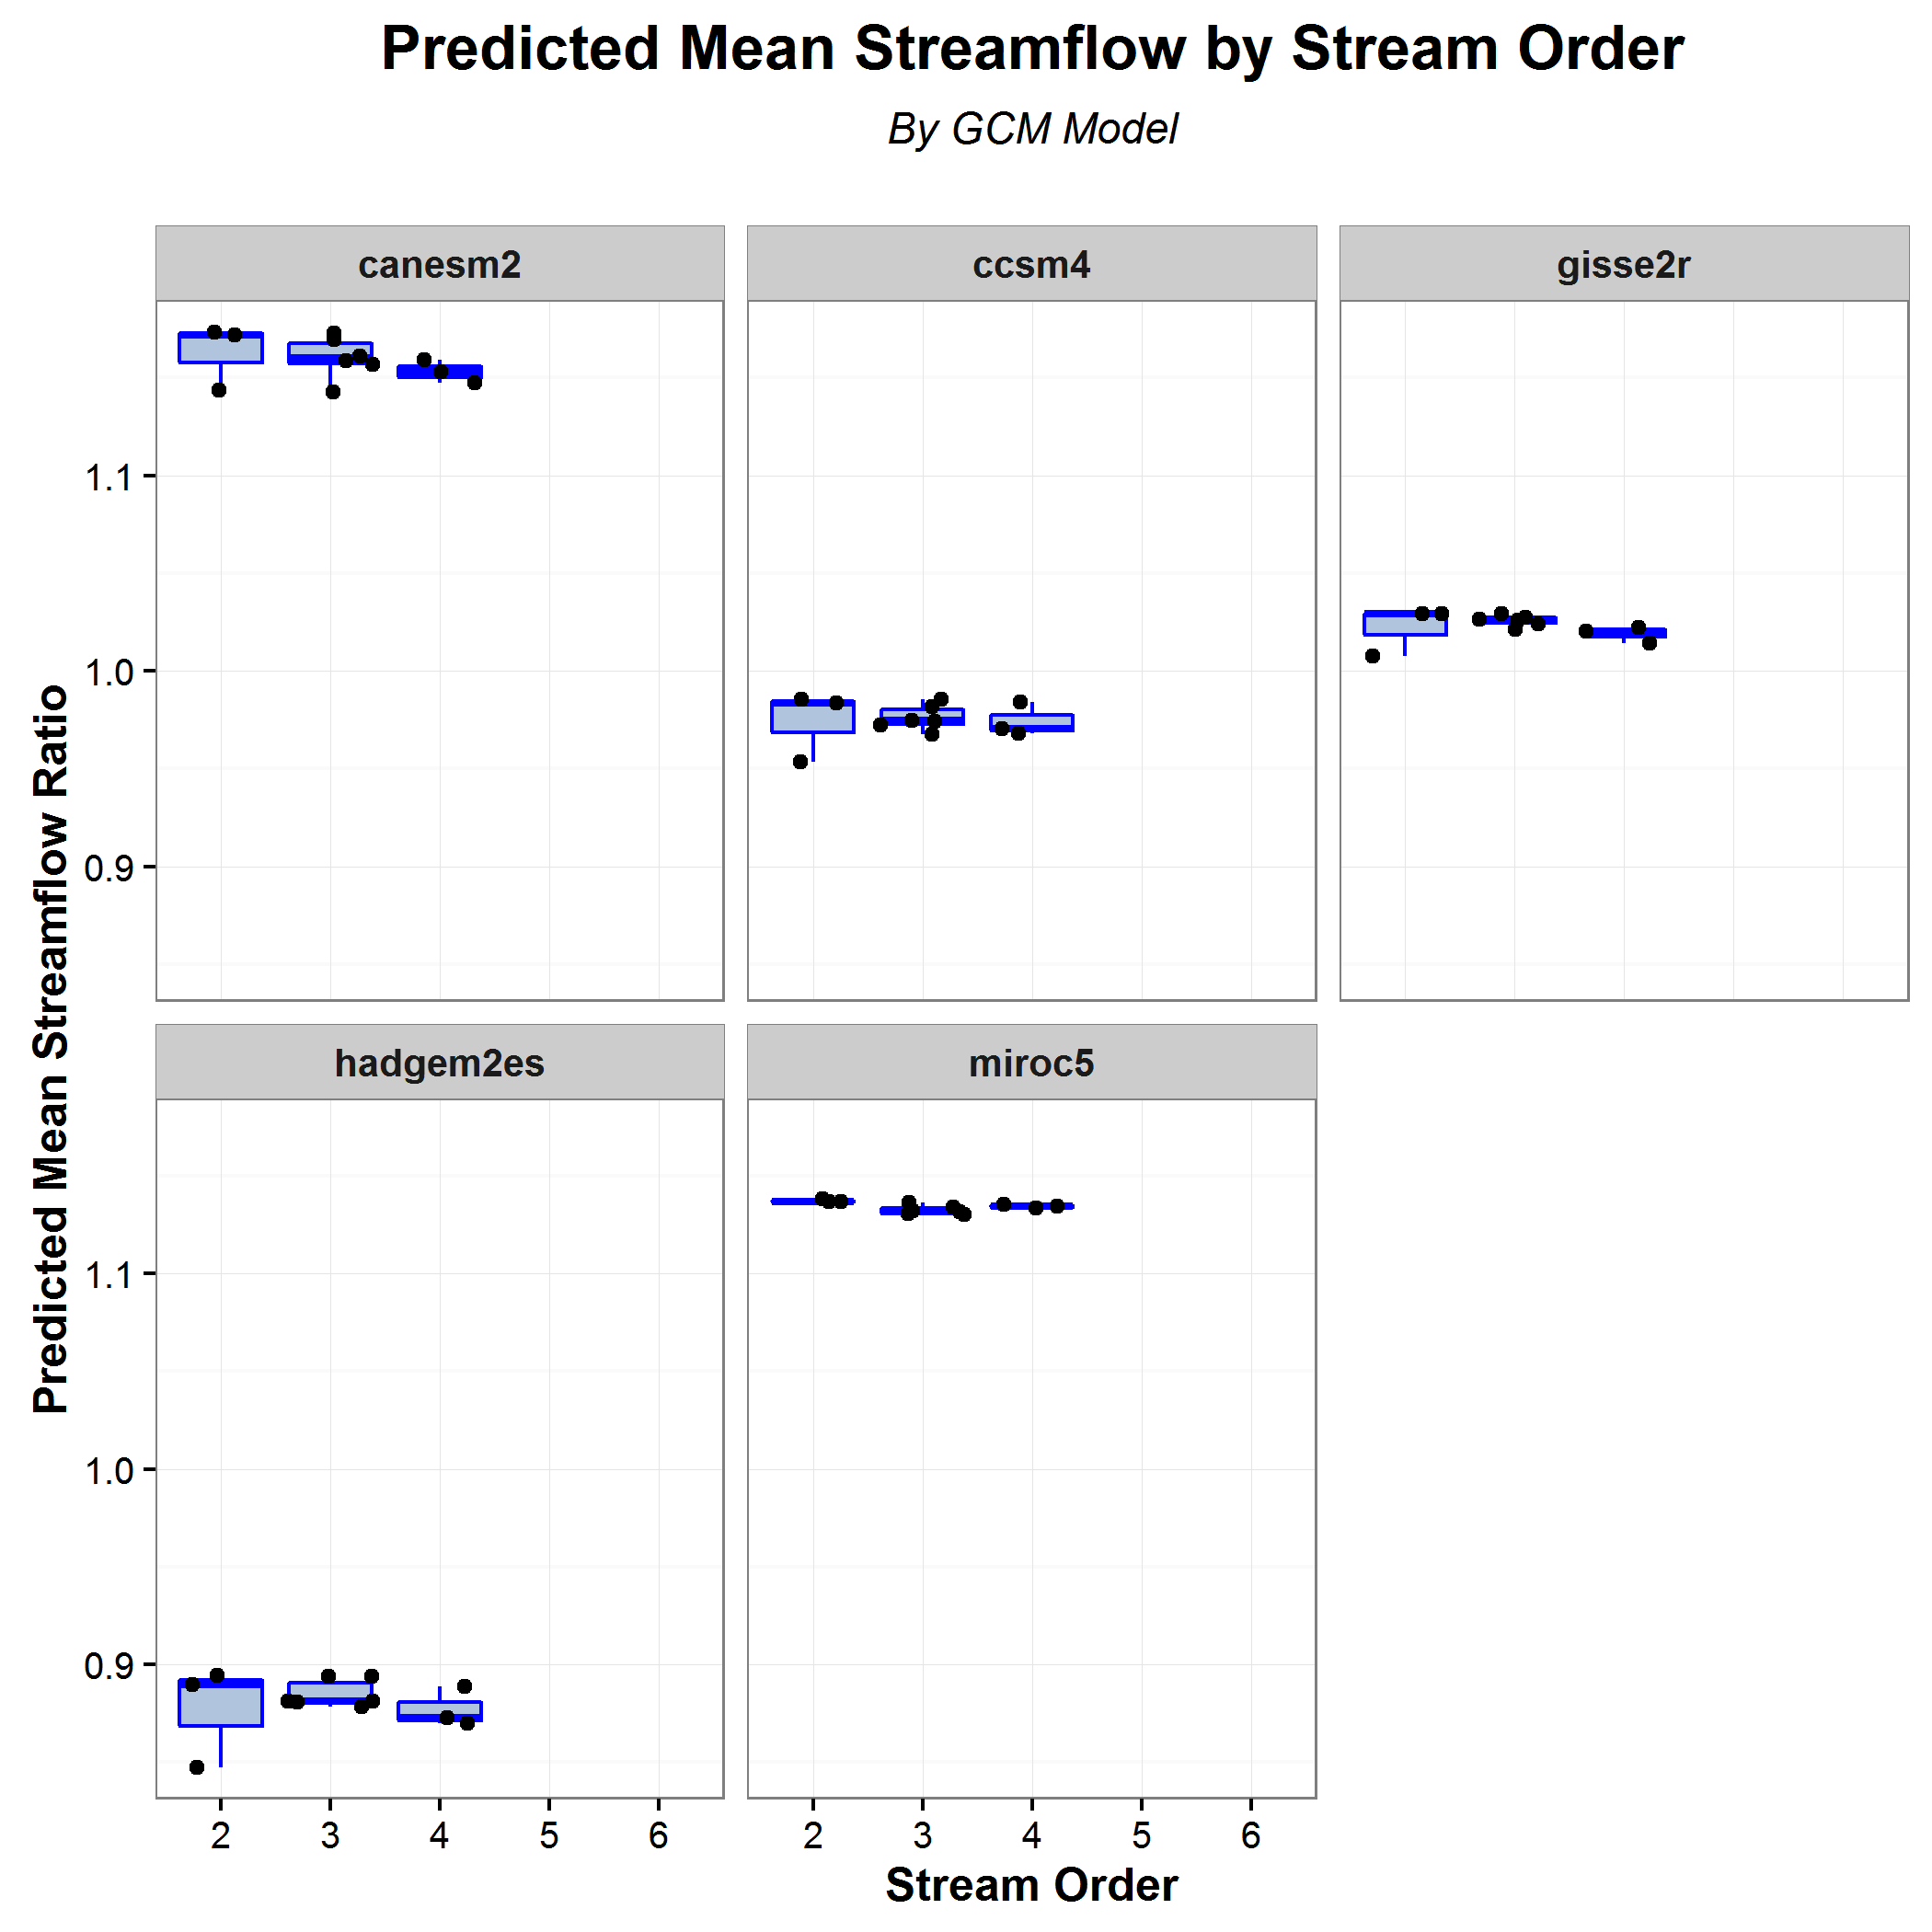 Predicted Mean Streamflow by Stream Order
By GCM Model
canesm2
ccsm4
gisse2r
1.1
1.0
0.9
Predicted Mean Streamflow Ratio
hadgem2es
miroc5
1.1
1.0
0.9
2 3 4 5 6
2 3 4 5 6
Stream Order